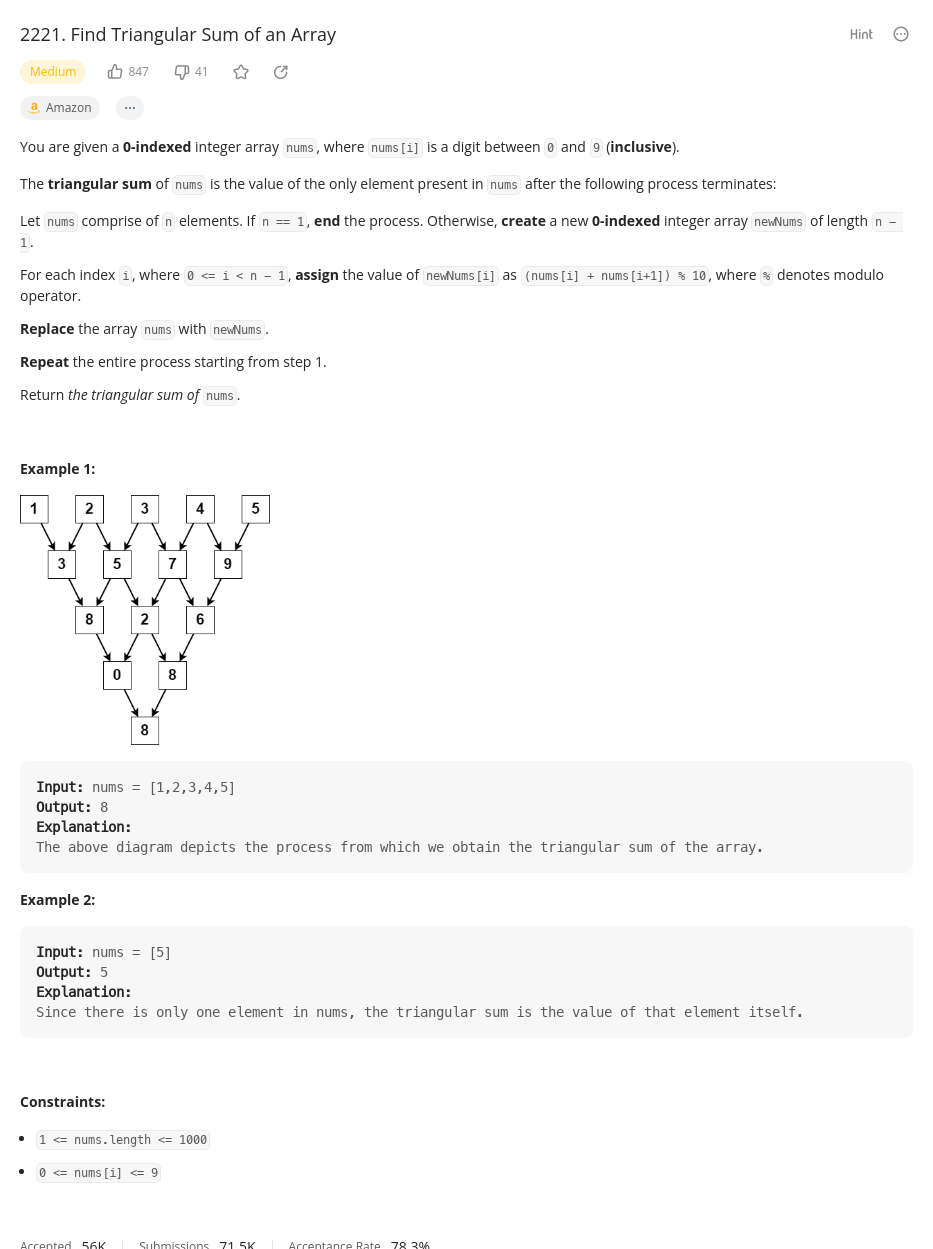 2221. Find Triangular Sum of an Array
Hint
Medium 847 41
a Amazon ...
You are given a 0-indexed integer array nums, where nums[i] is a digit between 0 and 9 (inclusive).
The triangular sum of nums is the value of the only element present in nums after the following process terminates:
Let nums comprise of n elements. If n == 1, end the process. Otherwise, create a new 0-indexed integer array newNums of length n −
1.
For each index i, where 0 <= i < n − 1, assign the value of newNums[i] as (nums[i] + nums[i+1]) % 10, where % denotes modulo
operator.
Replace the array nums with newNums.
Repeat the entire process starting from step 1.
Return the triangular sum of nums.
Example 1:
1 2 3 4 5
3 5 7 9
8 2 6
0 8
8
Input: nums = [1,2,3,4,5]
Output: 8
Explanation:
The above diagram depicts the process from which we obtain the triangular sum of the array.
Example 2:
Input: nums = [5]
Output: 5
Explanation:
Since there is only one element in nums, the triangular sum is the value of that element itself.
Constraints:
1 <= nums.length <= 1000
0 <= nums[i] <= 9
Accepted 56K Submissions 71.5K Acceptance Rate 78.3%